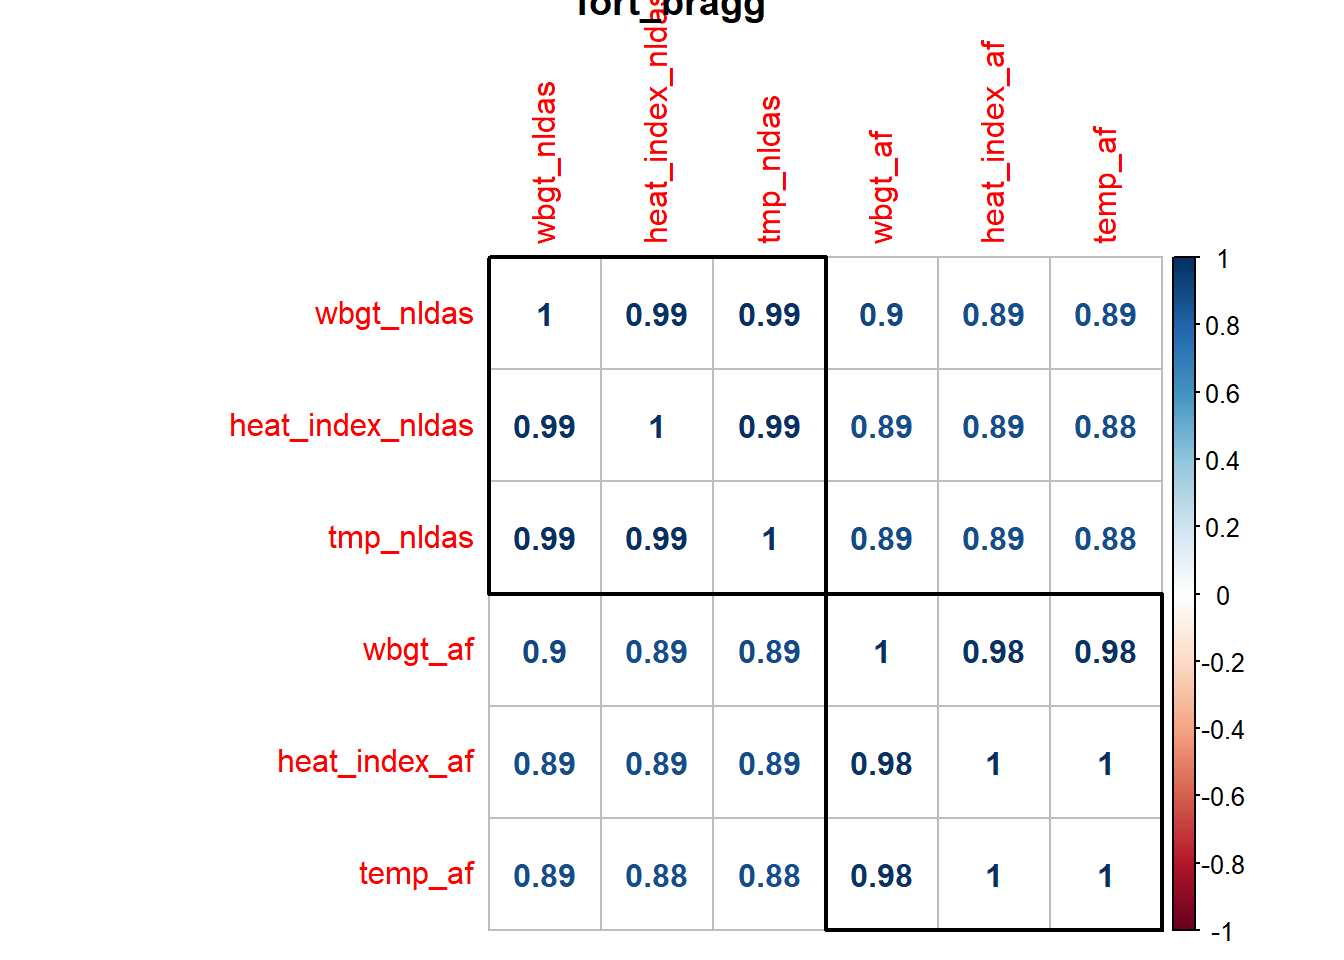 fort_bragg
wbgt_nldas heat_index_nldas tmp_nldas wbgt_af heat_index_af temp_af
wbgt_nldas 1 0.99 0.99 0.9 0.89 0.89
heat_index_nldas 0.99 1 0.99 0.89 0.89 0.88
tmp_nldas 0.99 0.99 1 0.89 0.89 0.88
wbgt_af 0.9 0.89 0.89 1 0.98 0.98
heat_index_af 0.89 0.89 0.89 0.98 1 1
temp_af 0.89 0.88 0.88 0.98 1 1
1
0.8
0.6
0.4
0.2
0
-0.2
-0.4
-0.6
-0.8
-1